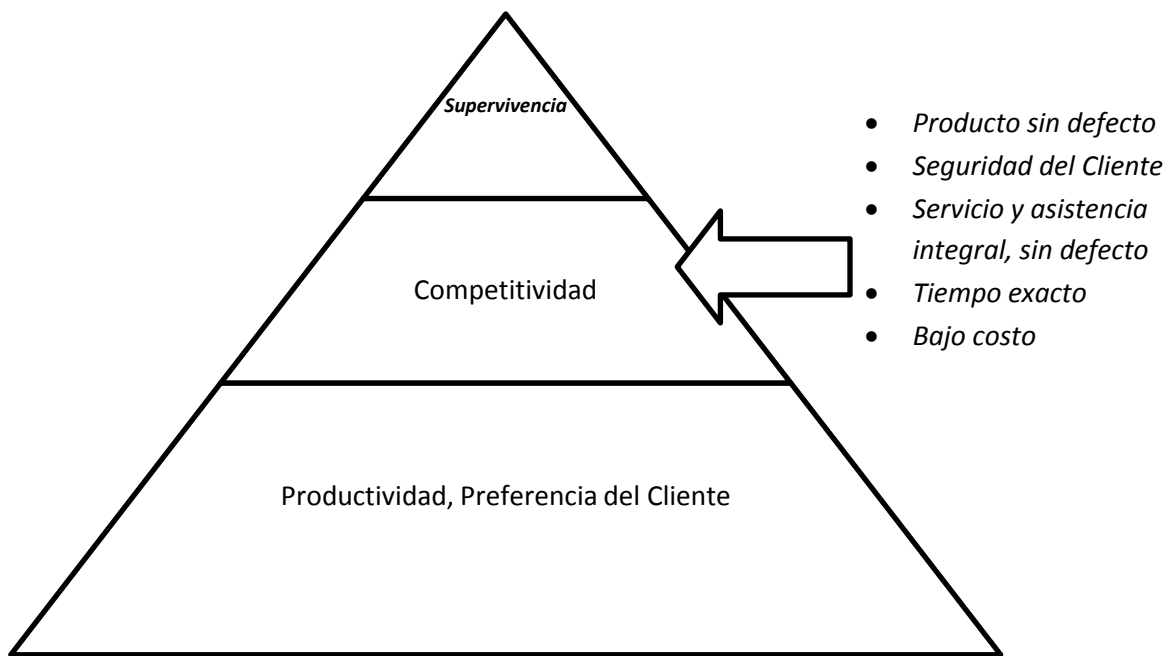 Supervivencia
Competitividad
Productividad, Preferencia del Cliente
• Producto sin defecto
• Seguridad del Cliente
• Servicio y asistencia
integral, sin defecto
• Tiempo exacto
• Bajo costo